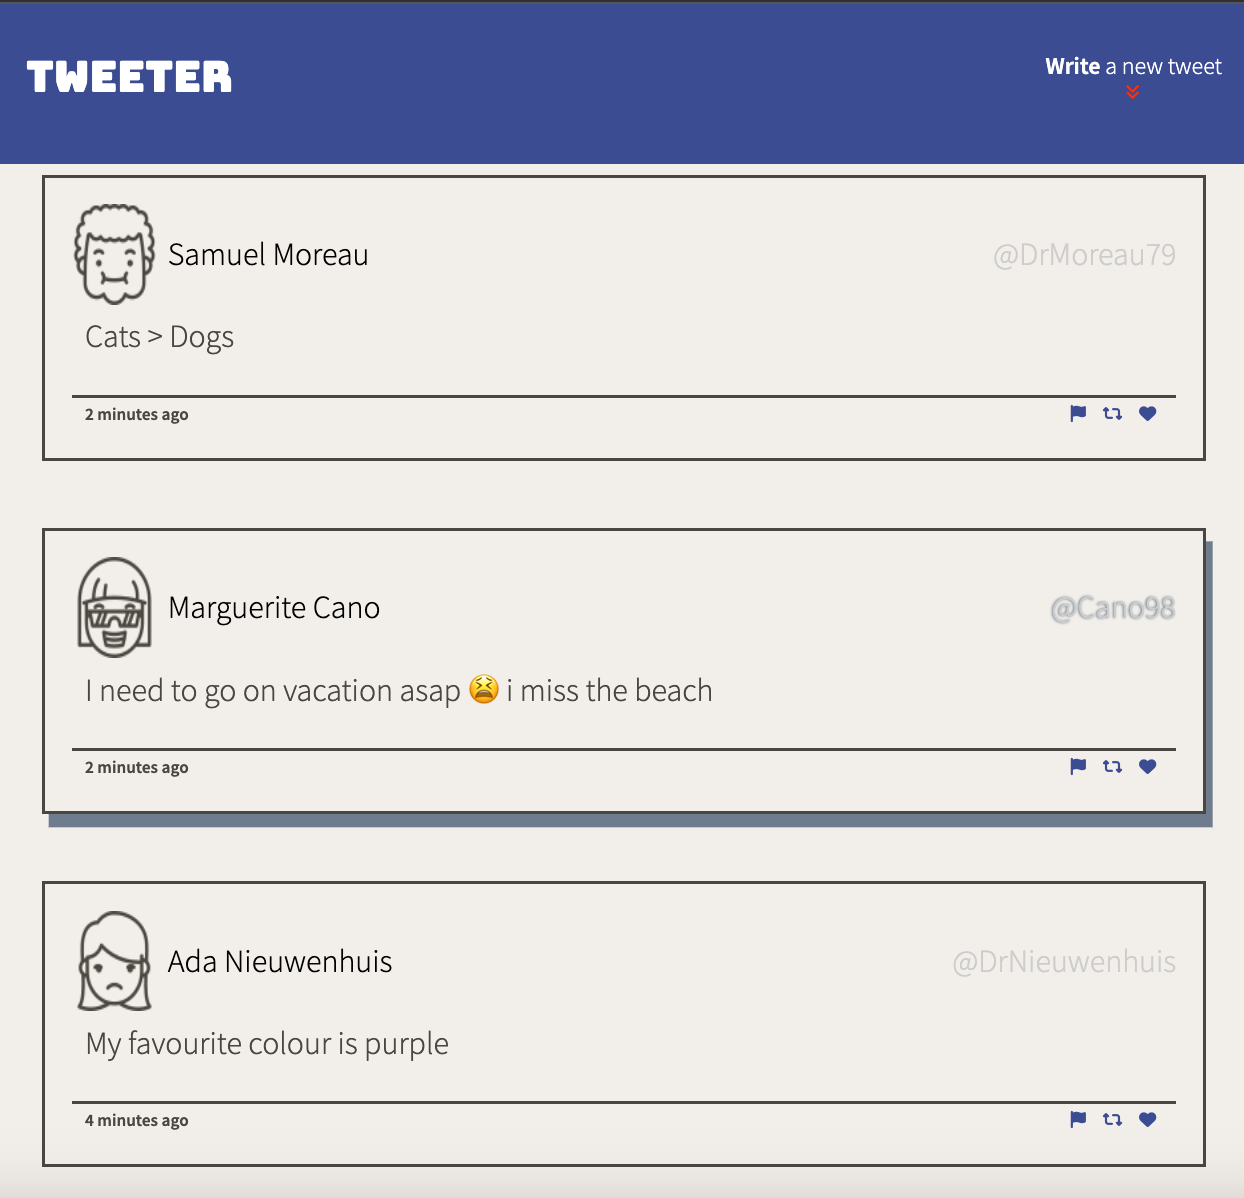 TWEETER
Write a new tweet
Samuel Moreau @DrMoreau79
Cats > Dogs
2 minutes ago
Marguerite Cano @Cano98
I need to go on vacation asap 😫 i miss the beach
2 minutes ago
Ada Nieuwenhuis @DrNieuwenhuis
My favourite colour is purple
4 minutes ago